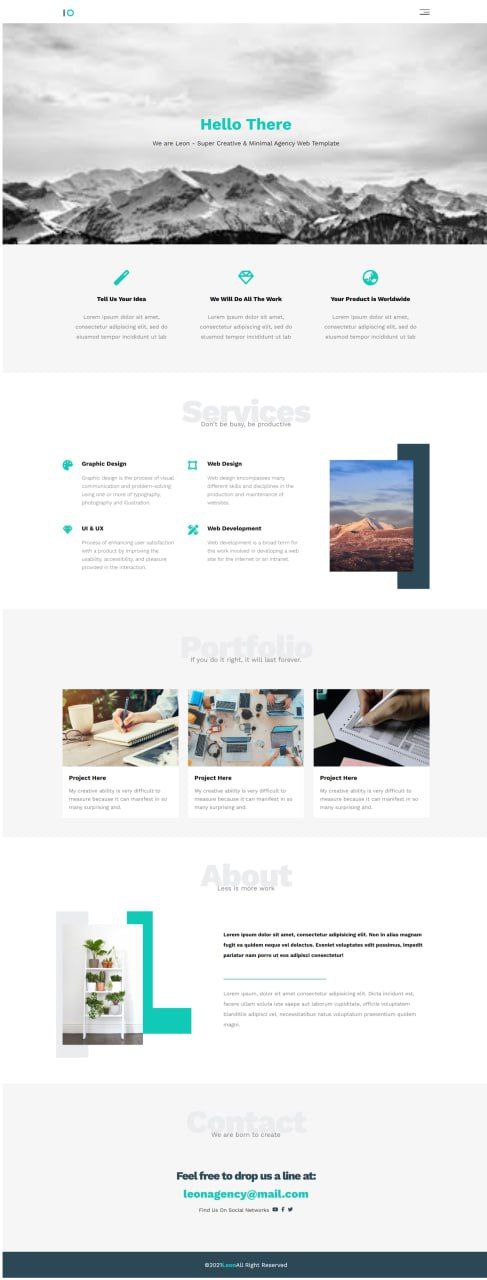 IO
Hello There
We are Leon - Super Creative & Minimal Agency Web Template
Tell Us Your Idea
Lorem ipsum dolor sit amet,
consectetur adipiscing elit, sed do
eiusmod tempor incididunt ut lab
We Will Do All The Work
Lorem ipsum dolor sit amet,
consectetur adipiscing elit, sed do
eiusmod tempor incididunt ut lab
Your Product is Worldwide
Lorem ipsum dolor sit amet,
consectetur adipiscing elit, sed do
eiusmod tempor incididunt ut lab
Services
Don't be busy, be productive
Graphic Design
Graphic design is the process of visual
communication and problem-solving
using one or more of typography,
photography and illustration.
Web Design
Web design encompasses many
different skills and disciplines in the
production and maintenance of
websites.
UI & UX
Process of enhancing user satisfaction
with a product by improving the
usability, accessibility, and pleasure
provided in the interaction.
Web Development
Web development is a broad term for
the work involved in developing a web
site for the Internet or an intranet.
Portfolio
If you do it right, it will last forever.
Project Here
My creative ability is very difficult to
measure because it can manifest in so
many surprising and.
Project Here
My creative ability is very difficult to
measure because it can manifest in so
many surprising and.
Project Here
My creative ability is very difficult to
measure because it can manifest in so
many surprising and.
About
Less is more work
Lorem ipsum dolor sit amet, consectetur adipisicing elit. Non in alias magnam
fugit ea quidem neque vel delectus. Eveniet voluptates odit possimus, impedit
pariatur nam porro ut eos adipisci consectetur!
Lorem ipsum, dolor sit amet consectetur adipisicing elit. Dicta incidunt est,
facere ullam soluta iste saepe aut laborum cupiditate, officiis voluptatem
blanditiis adipisci vel, necessitatibus natus voluptatum praesentium quidem
magni.
Contact
We are born to create
Feel free to drop us a line at:
leonagency@mail.com
Find Us On Social Networks
©2021LeonAll Right Reserved